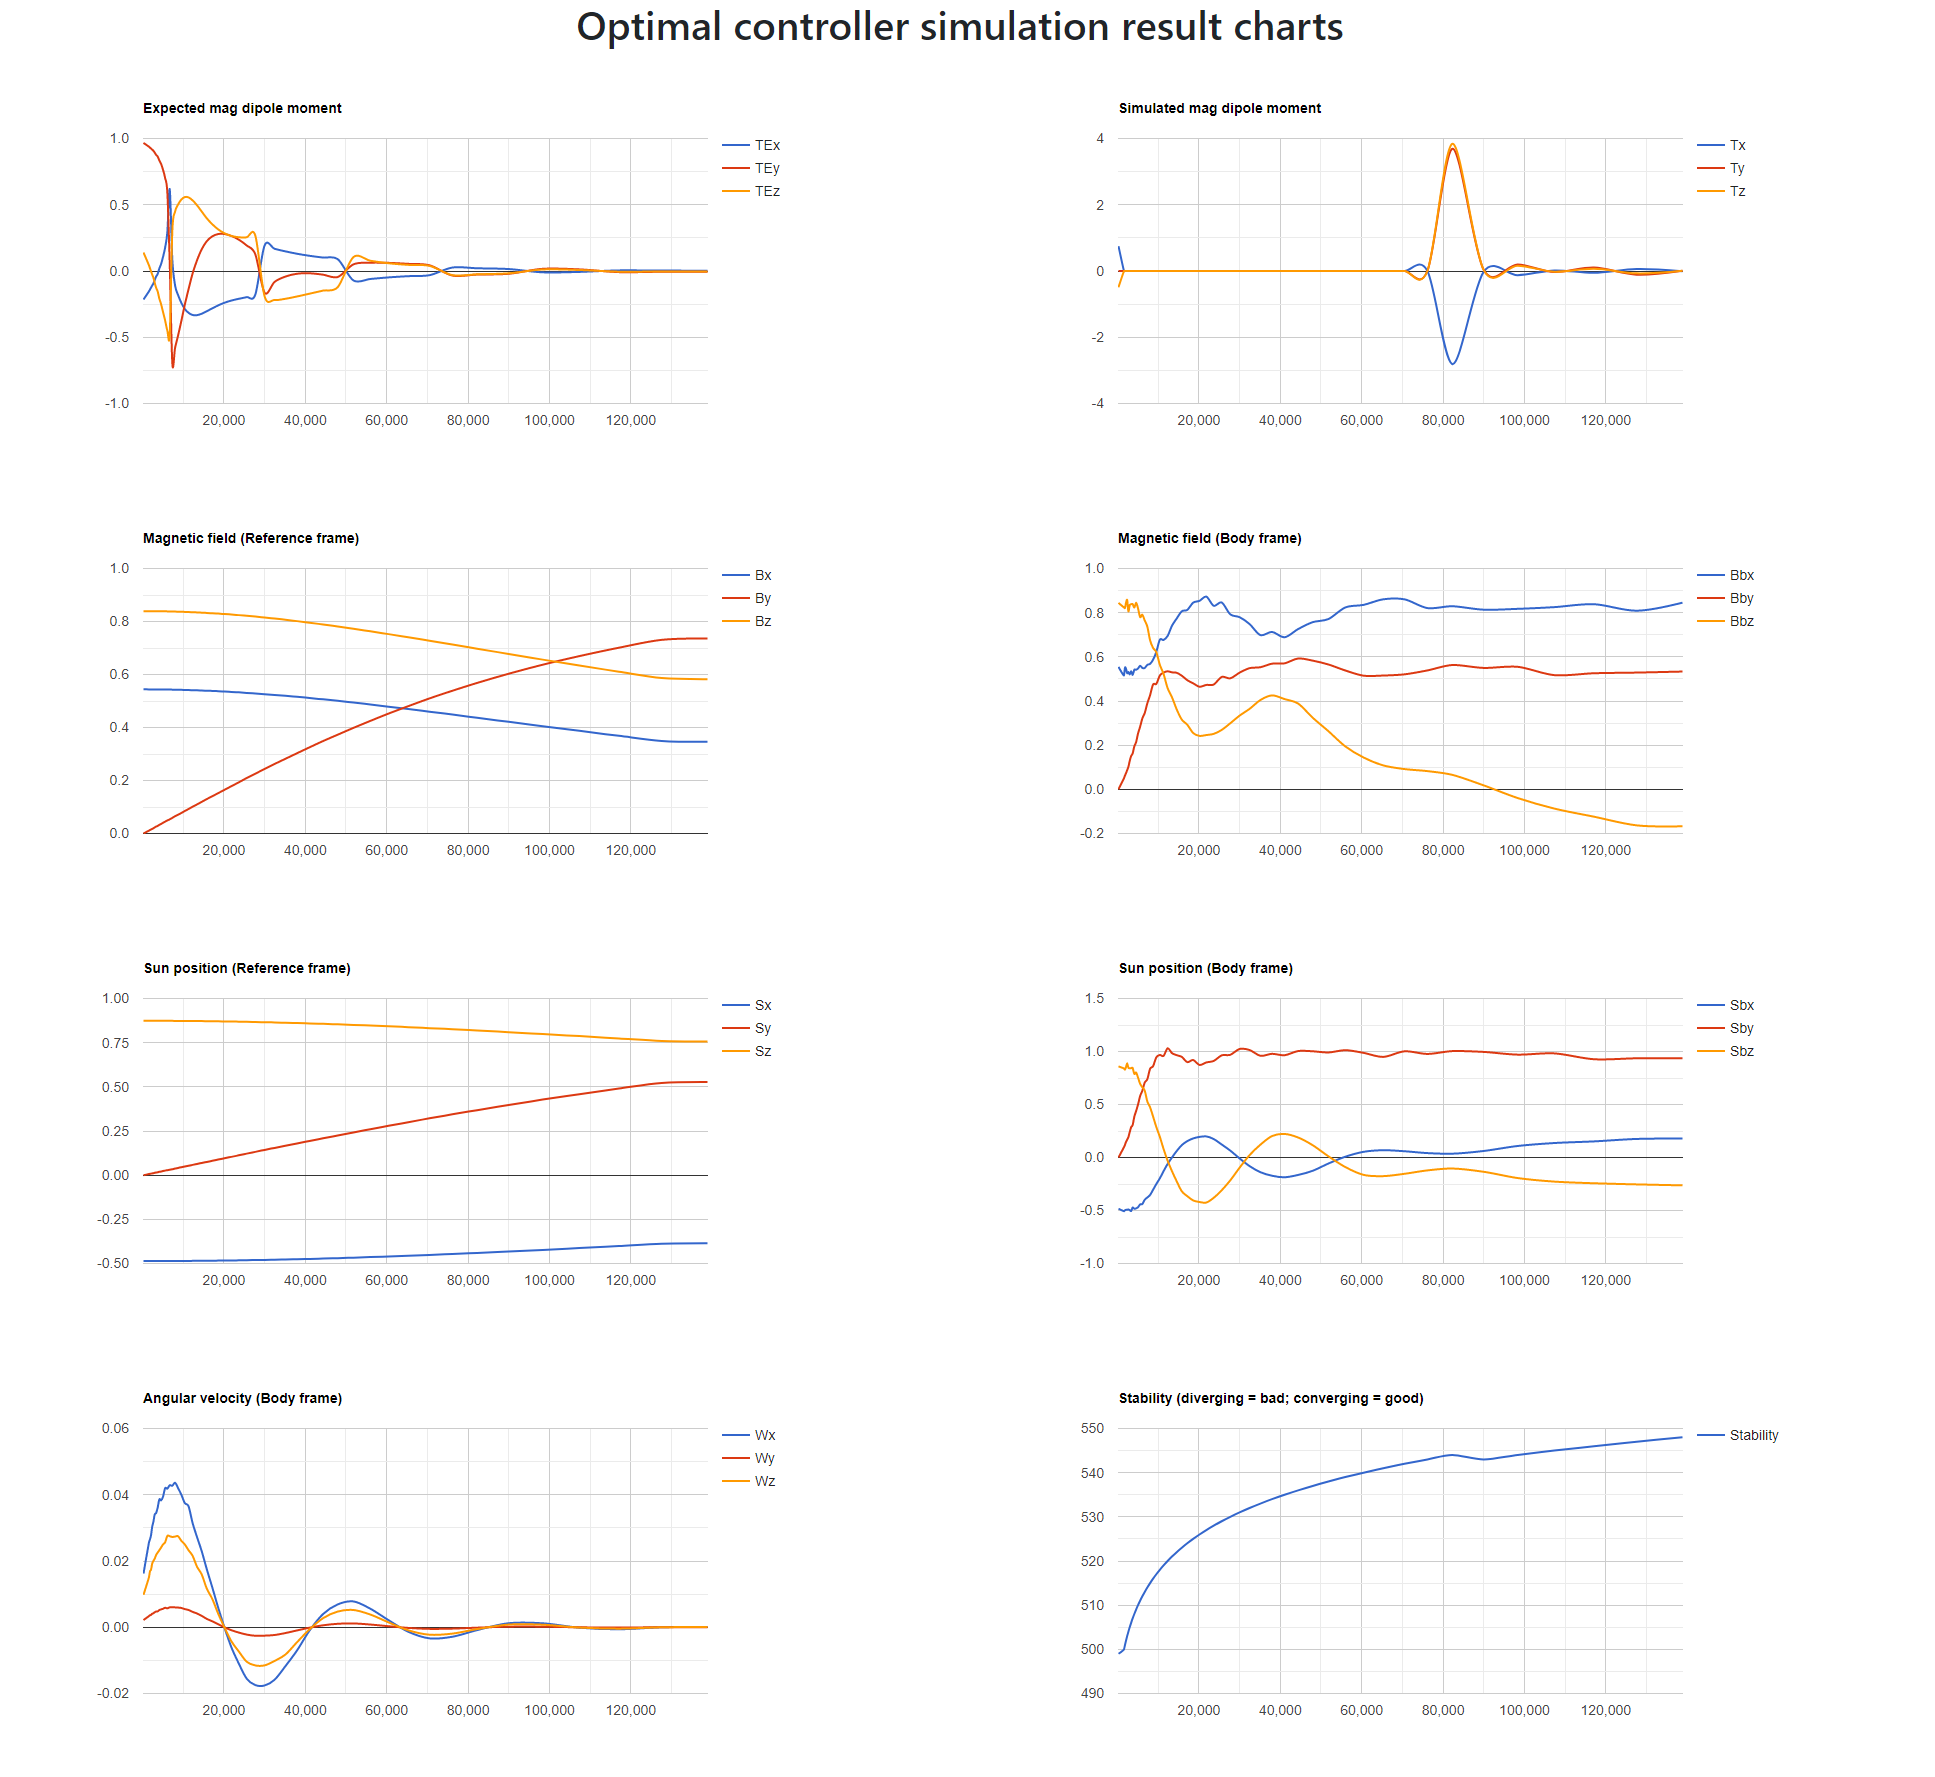 Optimal controller simulation result charts
Expected mag dipole moment
1.0
0.5
0.0
-0.5
-1.0
20,000 40,000 60,000 80,000 100,000 120,000
TEx
TEy
TEz
Simulated mag dipole moment
4
2
0
-2
-4
20,000 40,000 60,000 80,000 100,000 120,000
Tx
Ty
Tz
Magnetic field (Reference frame)
1.0
0.8
0.6
0.4
0.2
0.0
20,000 40,000 60,000 80,000 100,000 120,000
Bx
By
Bz
Magnetic field (Body frame)
1.0
0.8
0.6
0.4
0.2
0.0
-0.2
20,000 40,000 60,000 80,000 100,000 120,000
Bbx
Bby
Bbz
Sun position (Reference frame)
1.00
0.75
0.50
0.25
0.00
-0.25
-0.50
20,000 40,000 60,000 80,000 100,000 120,000
Sx
Sy
Sz
Sun position (Body frame)
1.5
1.0
0.5
0.0
-0.5
-1.0
20,000 40,000 60,000 80,000 100,000 120,000
Sbx
Sby
Sbz
Angular velocity (Body frame)
0.06
0.04
0.02
0.00
-0.02
20,000 40,000 60,000 80,000 100,000 120,000
Wx
Wy
Wz
Stability (diverging = bad; converging = good)
550
540
530
520
510
500
490
20,000 40,000 60,000 80,000 100,000 120,000
Stability